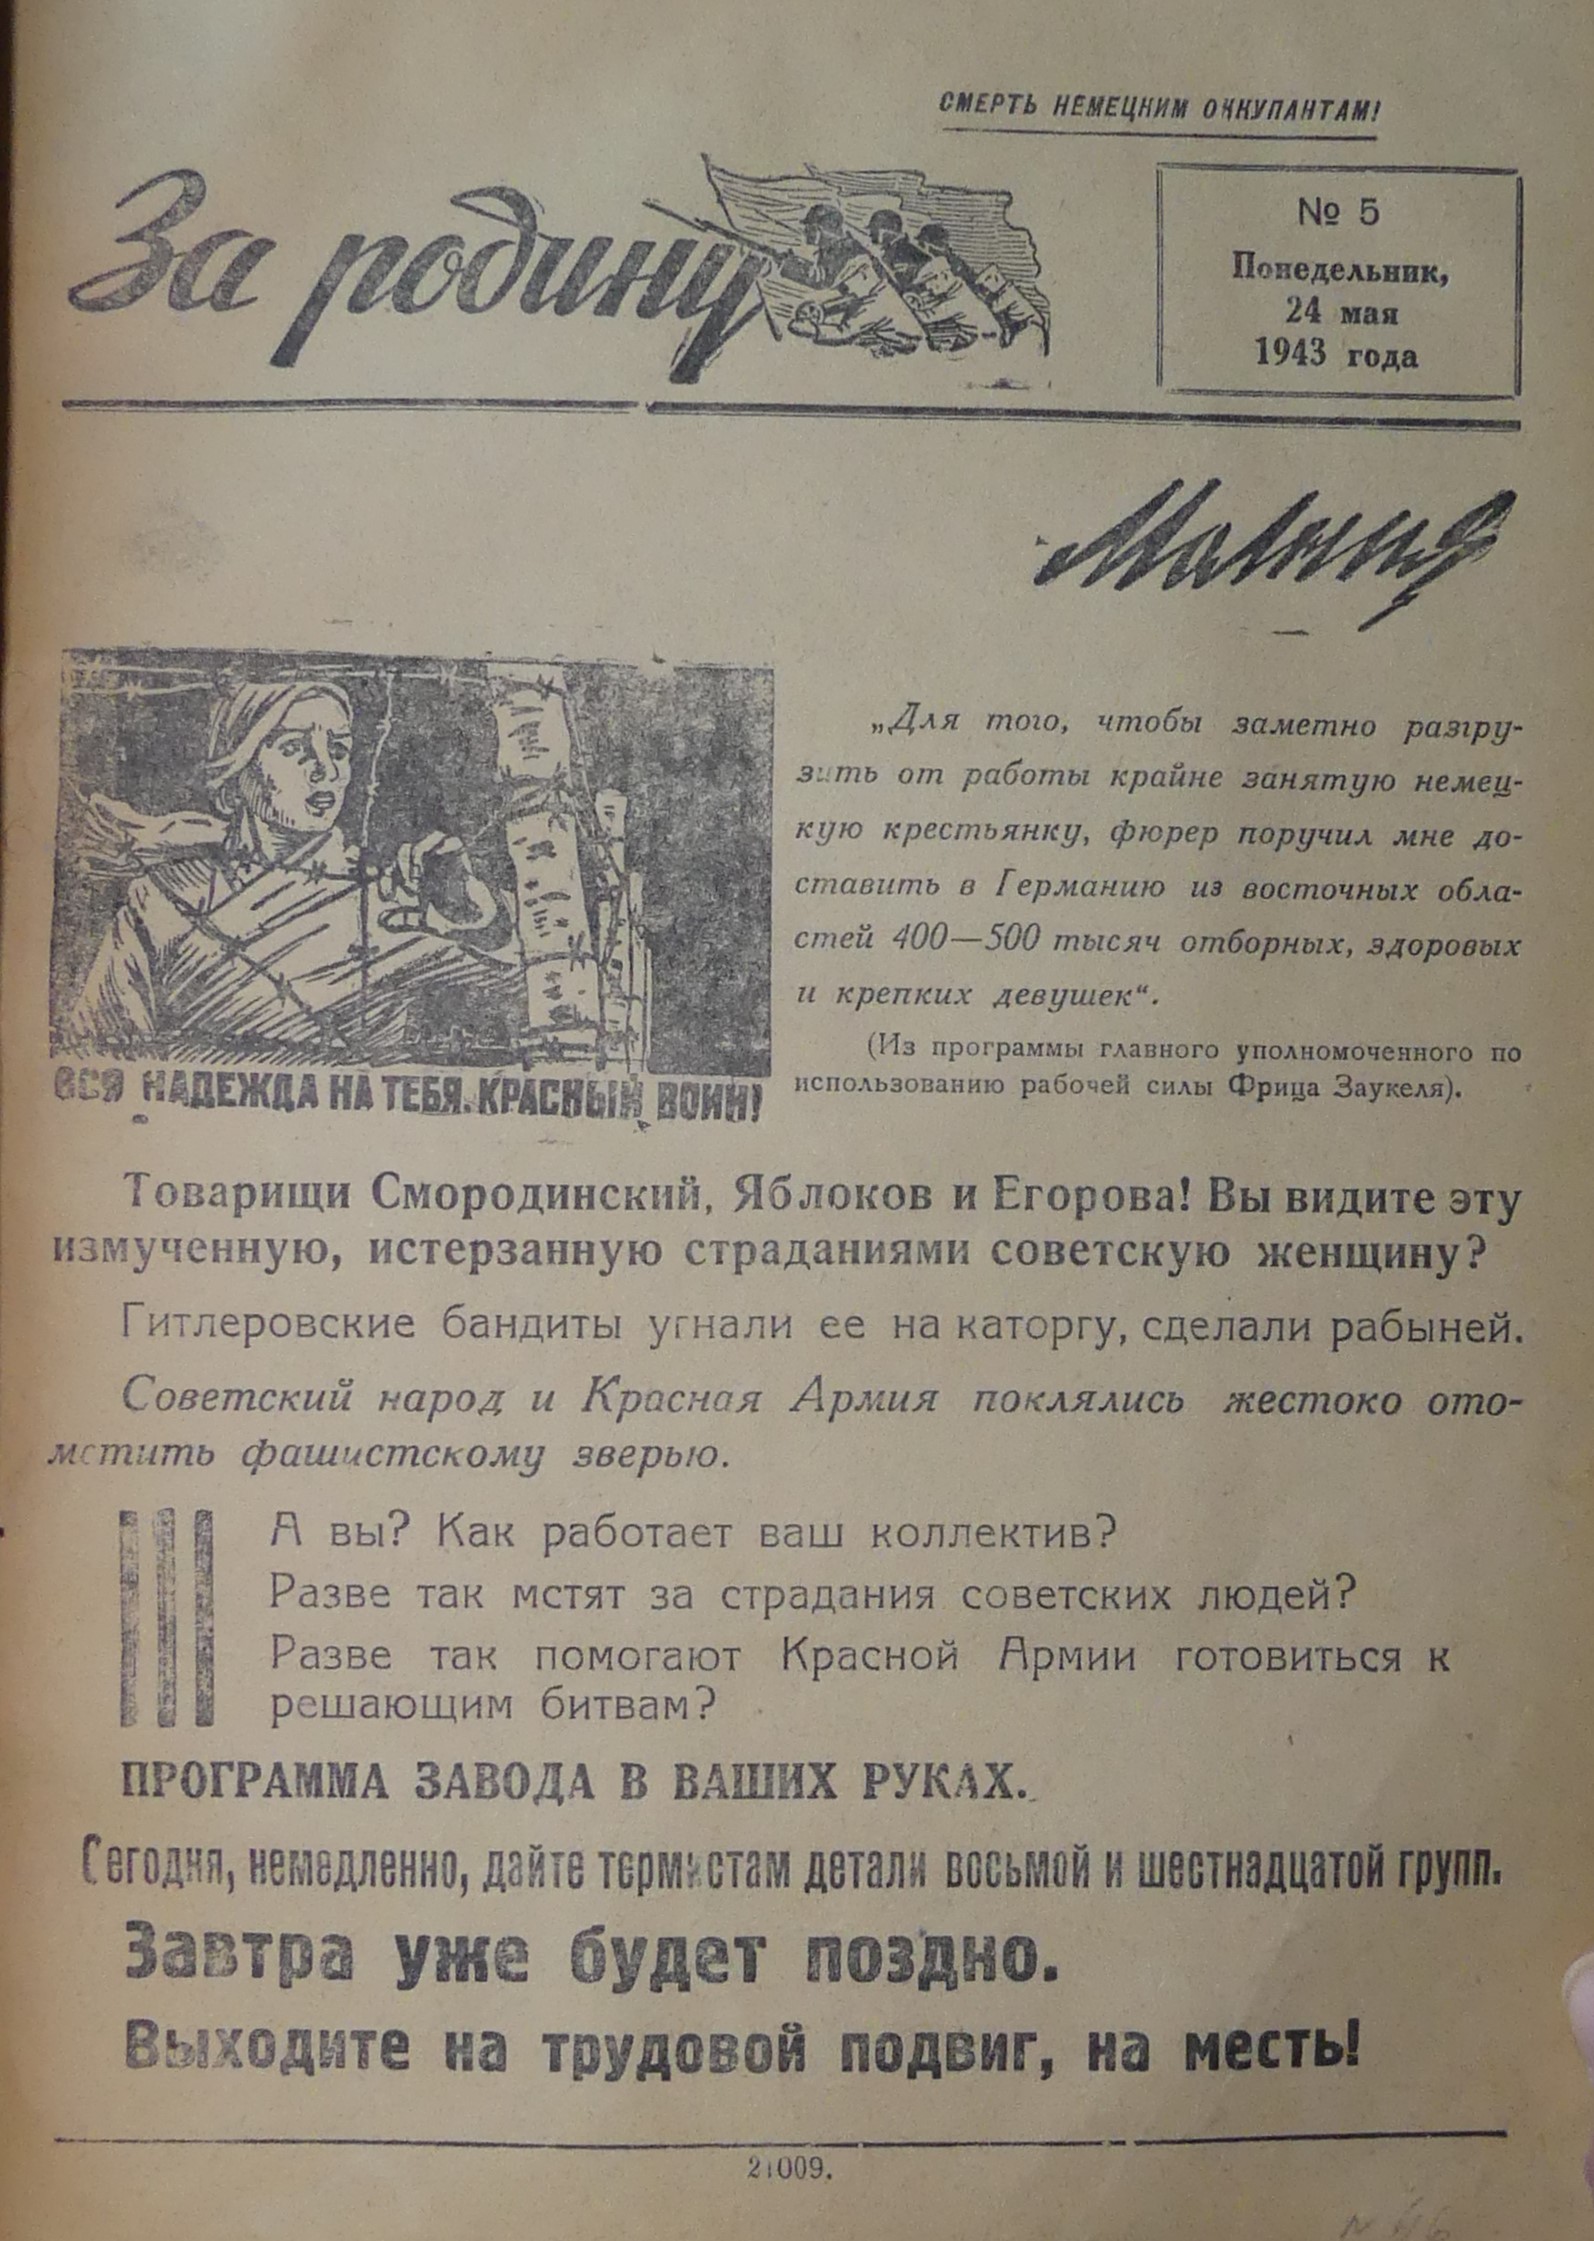 СМЕРТЬ НЕМЕЦКИМ ОККУПАНТАМ!
За родину
№ 5
Понедельник,
24 мая
1943 года
Молния
„Для того, чтобы заметно разгру-
зить от работы крайне занятую немец-
кую крестьянку, фюрер поручил мне до-
ставить в Германию из восточных обла-
стей 400—500 тысяч отборных, здоровых
и крепких девушек“.
(Из программы главного уполномоченного по
использованию рабочей силы Фрица Заукеля).
ВСЯ НАДЕЖДА НА ТЕБЯ. КРАСНЫЙ ВОИН!
Товарищи Смородинский, Яблоков и Егорова! Вы видите эту
измученную, истерзанную страданиями советскую женщину?
Гитлеровские бандиты угнали ее на каторгу, сделали рабыней.
Советский народ и Красная Армия поклялись жестоко ото-
мстить фашистскому зверью.
А вы? Как работает ваш коллектив?
Разве так мстят за страдания советских людей?
Разве так помогают Красной Армии готовиться к
решающим битвам?
ПРОГРАММА ЗАВОДА В ВАШИХ РУКАХ.
Сегодня, немедленно, дайте термистам детали восьмой и шестнадцатой групп.
Завтра уже будет поздно.
Выходите на трудовой подвиг, на месть!
21009.